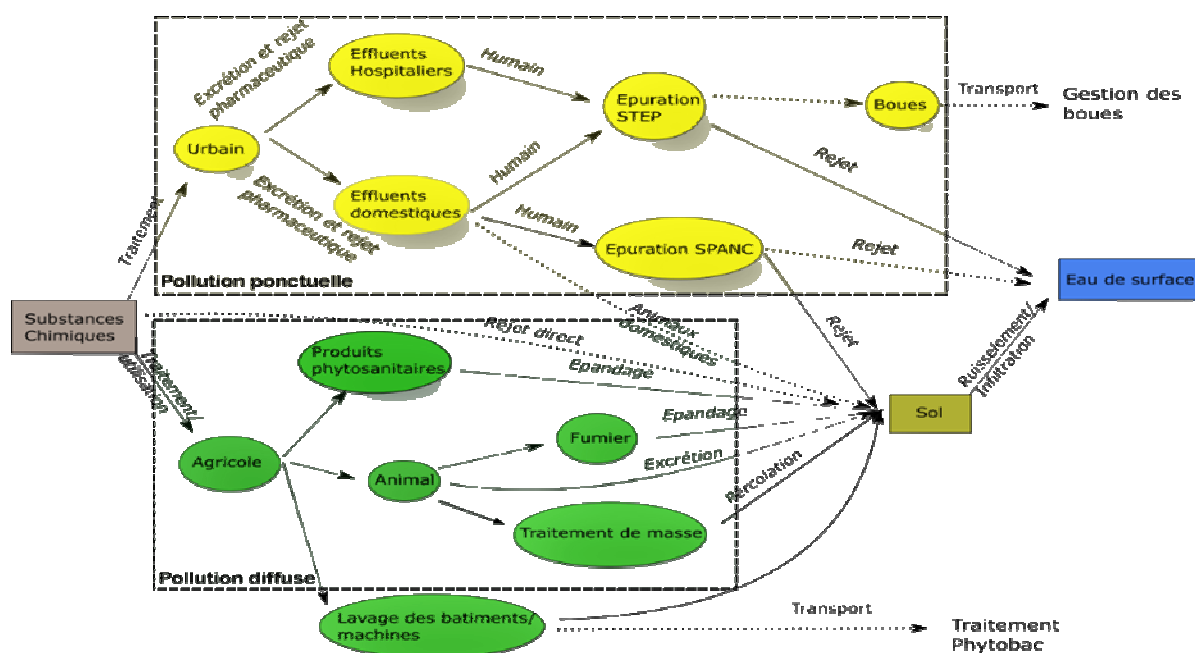 Excrétion et rejet
pharmaceutique
Effluents
Hospitaliers
Humain
Epuration
STEP
Boues
Transport
Gestion des
boues
Urbain
Excrétion et rejet
pharmaceutique
Effluents
domestiques
Humain
Humain
Rejet
Epuration SPANC
Rejet
Traitement
Pollution ponctuelle
Eau de surface
Substances
Chimiques
Rejot direct
Animaux
domestiques
Rejet
Ruissélement/
Infiltration
Traitement/
utilisation
Produits
phytosanitaires
Epandage
Epandage
Sol
Fumier
Agricole
Animal
Excrétion
Percolation
Traitement de masse
Pollution diffuse
Lavage des batiments/
machines
Transport
Traitement
Phytobac